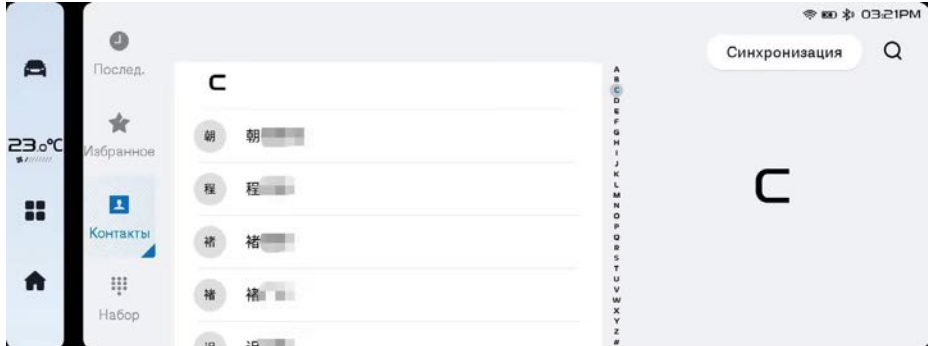 03:21PM
Синхронизация
Послед.
Избранное
Контакты
Набор
23.0°C
C
朝 朝
程 程
褚 褚
褚 褚
A
B
C
D
E
F
G
H
I
J
K
L
M
N
O
P
Q
R
S
T
U
V
W
X
Y
Z
#
C